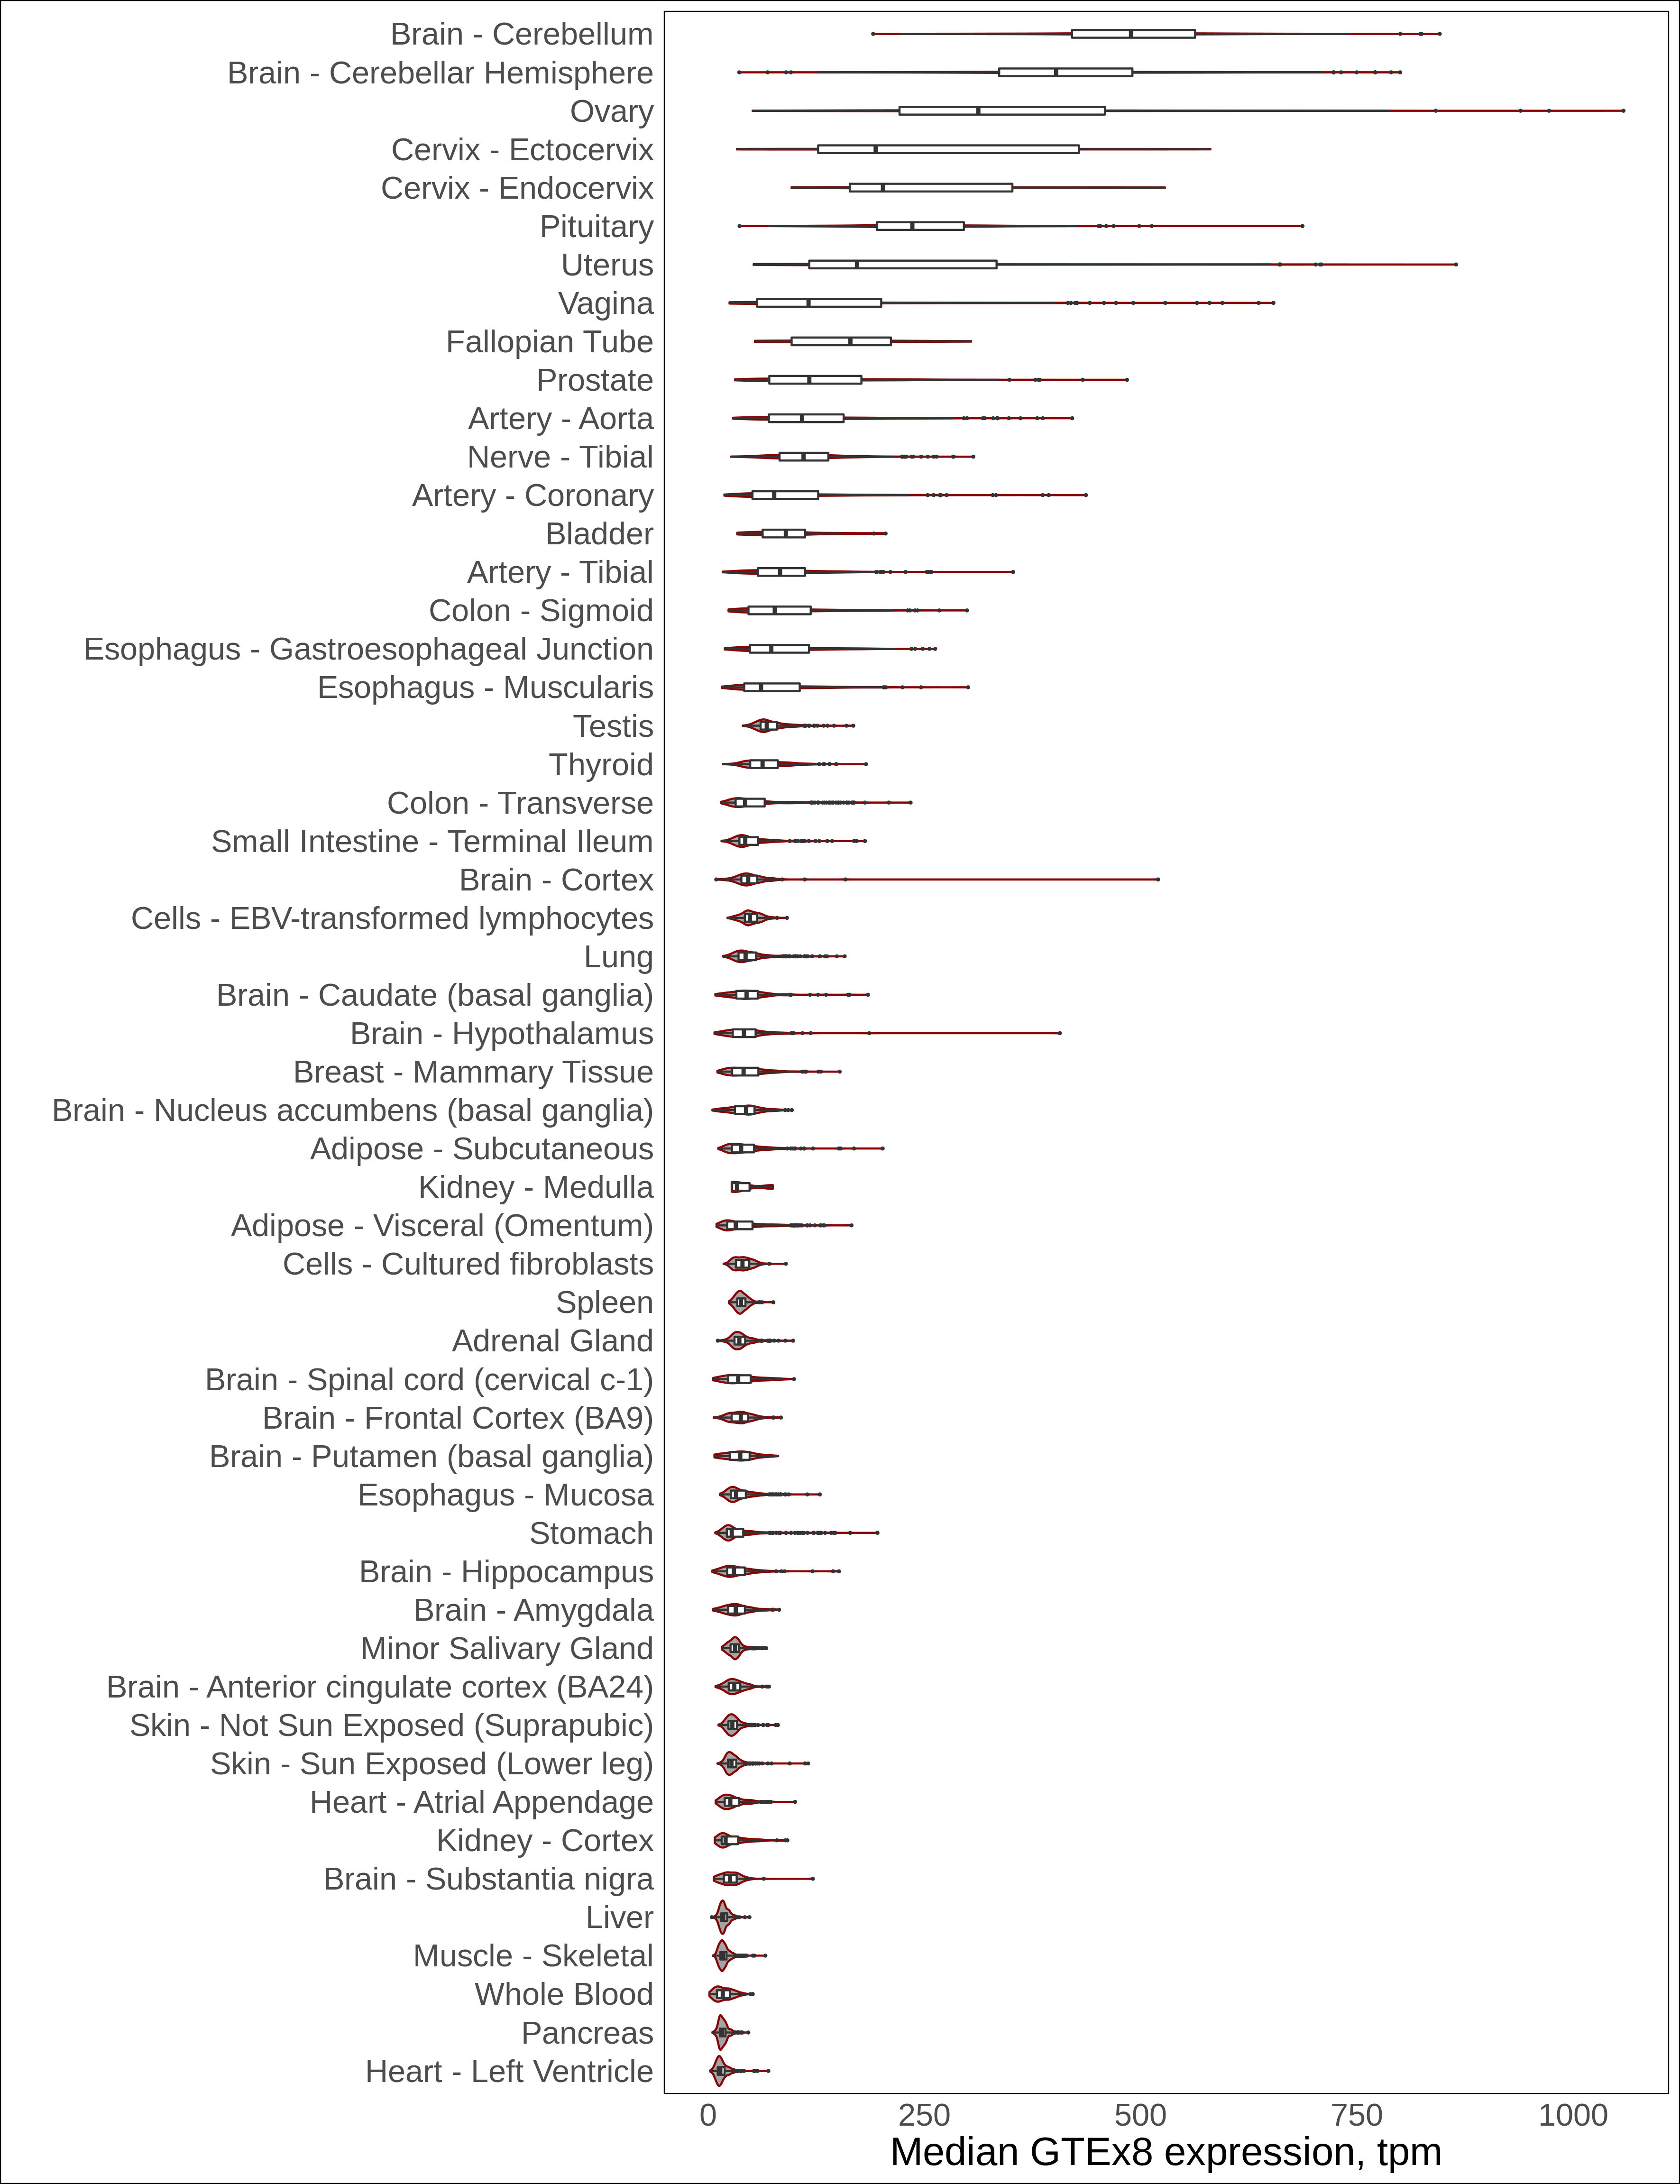 Brain - Cerebellum
Brain - Cerebellar Hemisphere
Ovary
Cervix - Ectocervix
Cervix - Endocervix
Pituitary
Uterus
Vagina
Fallopian Tube
Prostate
Artery - Aorta
Nerve - Tibial
Artery - Coronary
Bladder
Artery - Tibial
Colon - Sigmoid
Esophagus - Gastroesophageal Junction
Esophagus - Muscularis
Testis
Thyroid
Colon - Transverse
Small Intestine - Terminal Ileum
Brain - Cortex
Cells - EBV-transformed lymphocytes
Lung
Brain - Caudate (basal ganglia)
Brain - Hypothalamus
Breast - Mammary Tissue
Brain - Nucleus accumbens (basal ganglia)
Adipose - Subcutaneous
Kidney - Medulla
Adipose - Visceral (Omentum)
Cells - Cultured fibroblasts
Spleen
Adrenal Gland
Brain - Spinal cord (cervical c-1)
Brain - Frontal Cortex (BA9)
Brain - Putamen (basal ganglia)
Esophagus - Mucosa
Stomach
Brain - Hippocampus
Brain - Amygdala
Minor Salivary Gland
Brain - Anterior cingulate cortex (BA24)
Skin - Not Sun Exposed (Suprapubic)
Skin - Sun Exposed (Lower leg)
Heart - Atrial Appendage
Kidney - Cortex
Brain - Substantia nigra
Liver
Muscle - Skeletal
Whole Blood
Pancreas
Heart - Left Ventricle
0 250 500 750 1000
Median GTEx8 expression, tpm